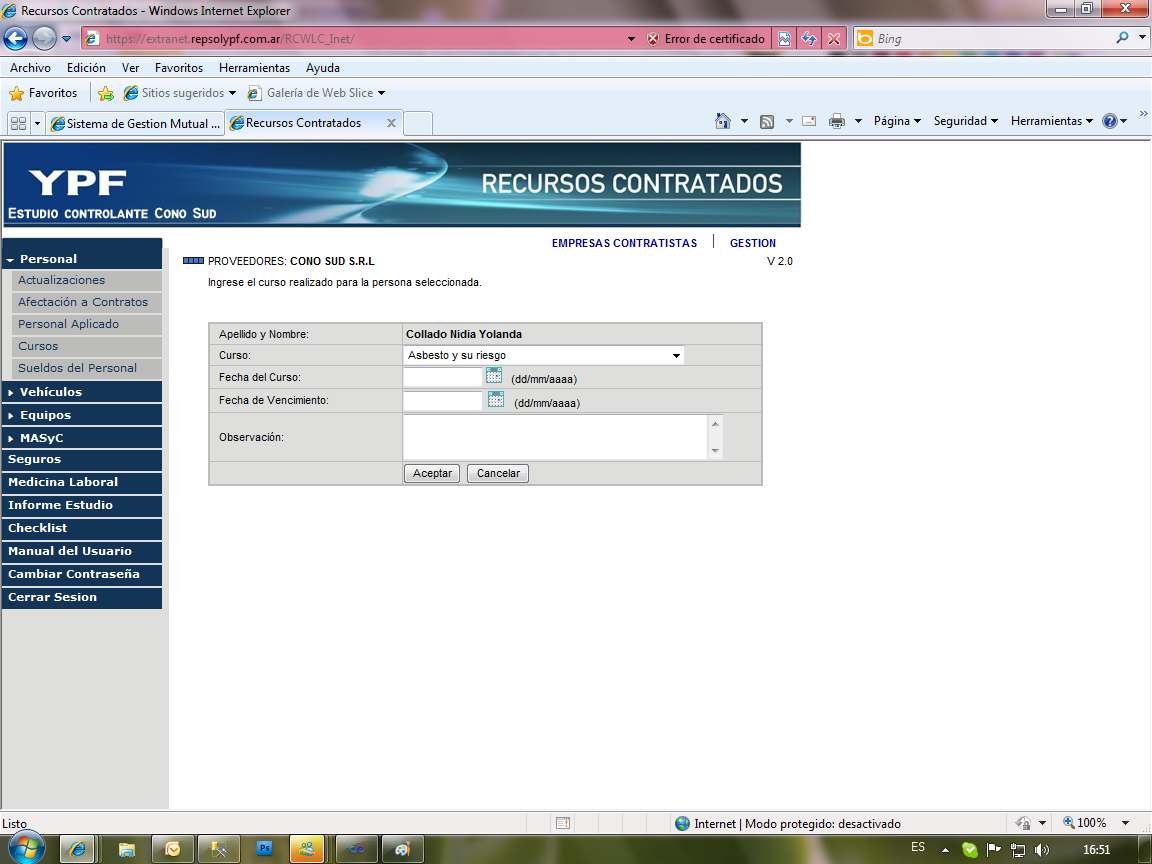 Recursos Contratados - Windows Internet Explorer
https://extranet.repsolypf.com.ar/RCWLC_Inet/
Error de certificado
Bing
Archivo Edición Ver Favoritos Herramientas Ayuda
Favoritos Sitios sugeridos Galería de Web Slice
Sistema de Gestion Mutual ... Recursos Contratados Página Seguridad Herramientas
YPF
ESTUDIO CONTROLANTE CONO SUD
RECURSOS CONTRATADOS
EMPRESAS CONTRATISTAS | GESTION
PROVEEDORES: CONO SUD S.R.L V 2.0
Ingrese el curso realizado para la persona seleccionada.
Personal
Actualizaciones
Afectación a Contratos
Personal Aplicado
Cursos
Sueldos del Personal
Vehículos
Equipos
MASyC
Seguros
Medicina Laboral
Informe Estudio
Checklist
Manual del Usuario
Cambiar Contraseña
Cerrar Sesion
Apellido y Nombre: Collado Nidia Yolanda
Curso: Asbesto y su riesgo
Fecha del Curso: (dd/mm/aaaa)
Fecha de Vencimiento: (dd/mm/aaaa)
Observación:
Aceptar Cancelar
Listo Internet | Modo protegido: desactivado 100%
Ps ES 16:51